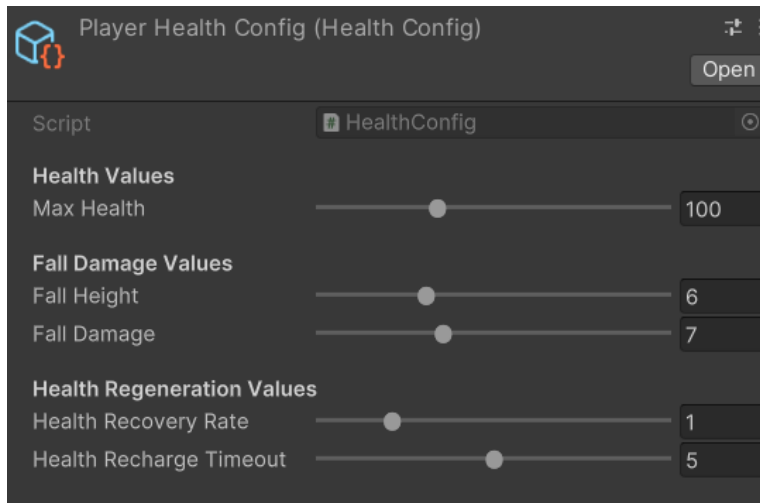 Player Health Config (Health Config)
Open
Script # HealthConfig
Health Values
Max Health 100
Fall Damage Values
Fall Height 6
Fall Damage 7
Health Regeneration Values
Health Recovery Rate 1
Health Recharge Timeout 5